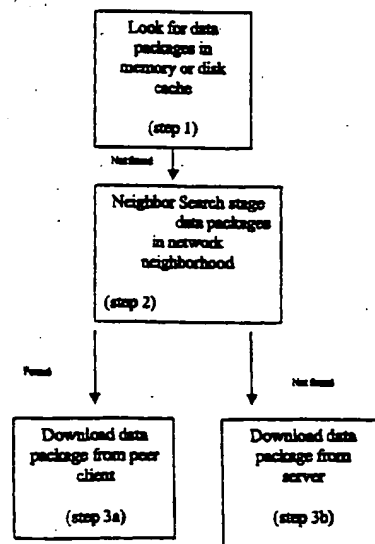 Look for data
packages in
memory or disk
cache
(step 1)
Not found
Neighbor Search stage
data packages
in network
neighborhood
(step 2)
Found
Not found
Download data
package from peer
client
(step 3a)
Download data
package from
server
(step 3b)